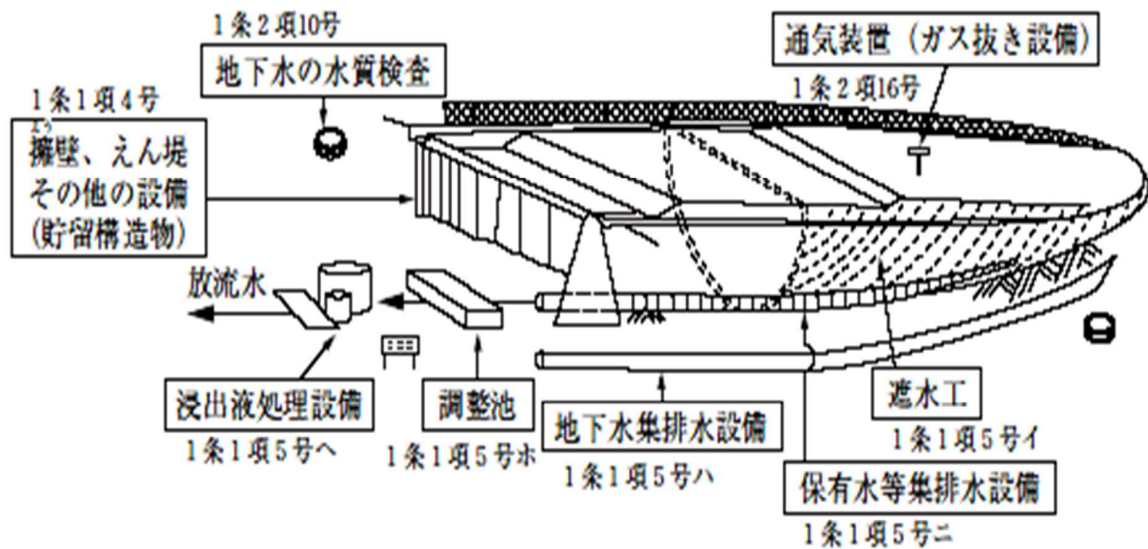 1条2項10号
地下水の水質検査
通気装置（ガス抜き設備）
1条2項16号
1条1項4号
よう
擁壁、えん堤
その他の設備
(貯留構造物)
放流水
浸出液処理設備
1条1項5号ヘ
調整池
1条1項5号ホ
地下水集排水設備
1条1項5号ハ
遮水工
1条1項5号イ
保有水等集排水設備
1条1項5号ニ